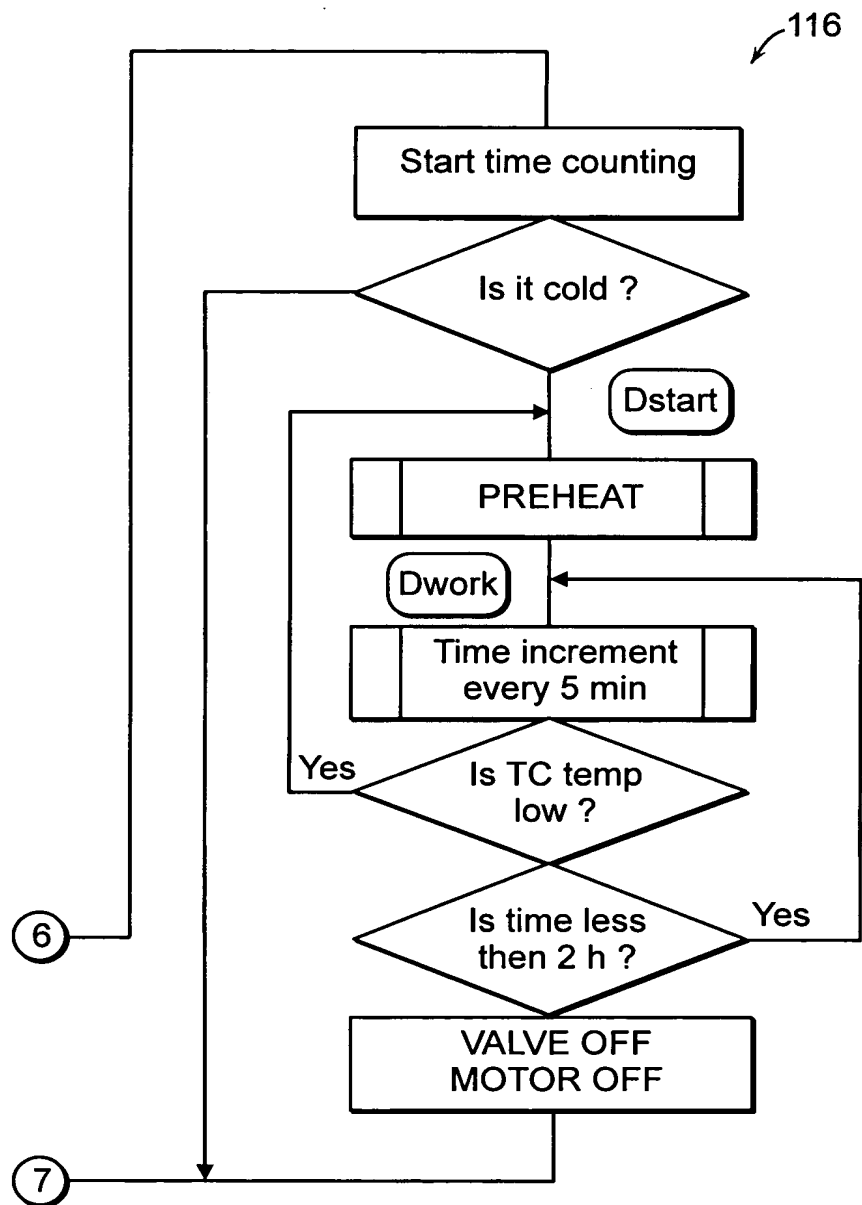 116
Start time counting
Is it cold ?
Dstart
PREHEAT
Dwork
Time increment
every 5 min
Yes
Is TC temp
low ?
Is time less
then 2 h ?
Yes
6
VALVE OFF
MOTOR OFF
7